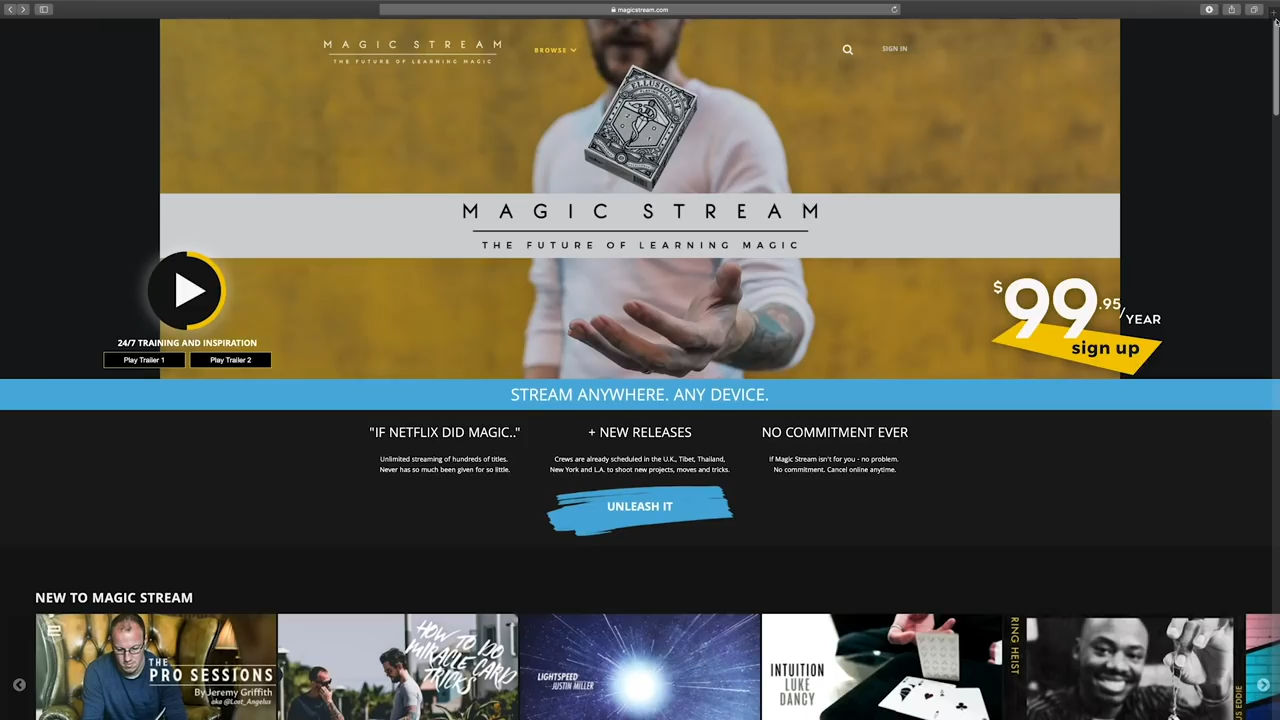 magicstream.com
MAGIC STREAM
THE FUTURE OF LEARNING MAGIC
BROWSE
SIGN IN
ELLUSIONIST
MAGIC STREAM
THE FUTURE OF LEARNING MAGIC
$99.95/YEAR
sign up
24/7 TRAINING AND INSPIRATION
Play Trailer 1
Play Trailer 2
STREAM ANYWHERE. ANY DEVICE.
"IF NETFLIX DID MAGIC.."
Unlimited streaming of hundreds of titles.
Never has so much been given for so little.
+ NEW RELEASES
Crews are already scheduled in the U.K., Tibet, Thailand,
New York and L.A. to shoot new projects, moves and tricks.
NO COMMITMENT EVER
If Magic Stream isn't for you - no problem.
No commitment. Cancel online anytime.
UNLEASH IT
NEW TO MAGIC STREAM
THE
PRO SESSIONS
By Jeremy Griffith
aka @Lost_Angelus
HOW TO DO
MIRACLE CARD
TRICKS
LIGHTSPEED
JUSTIN MILLER
INTUITION
LUKE
DANCY
RING HEIST